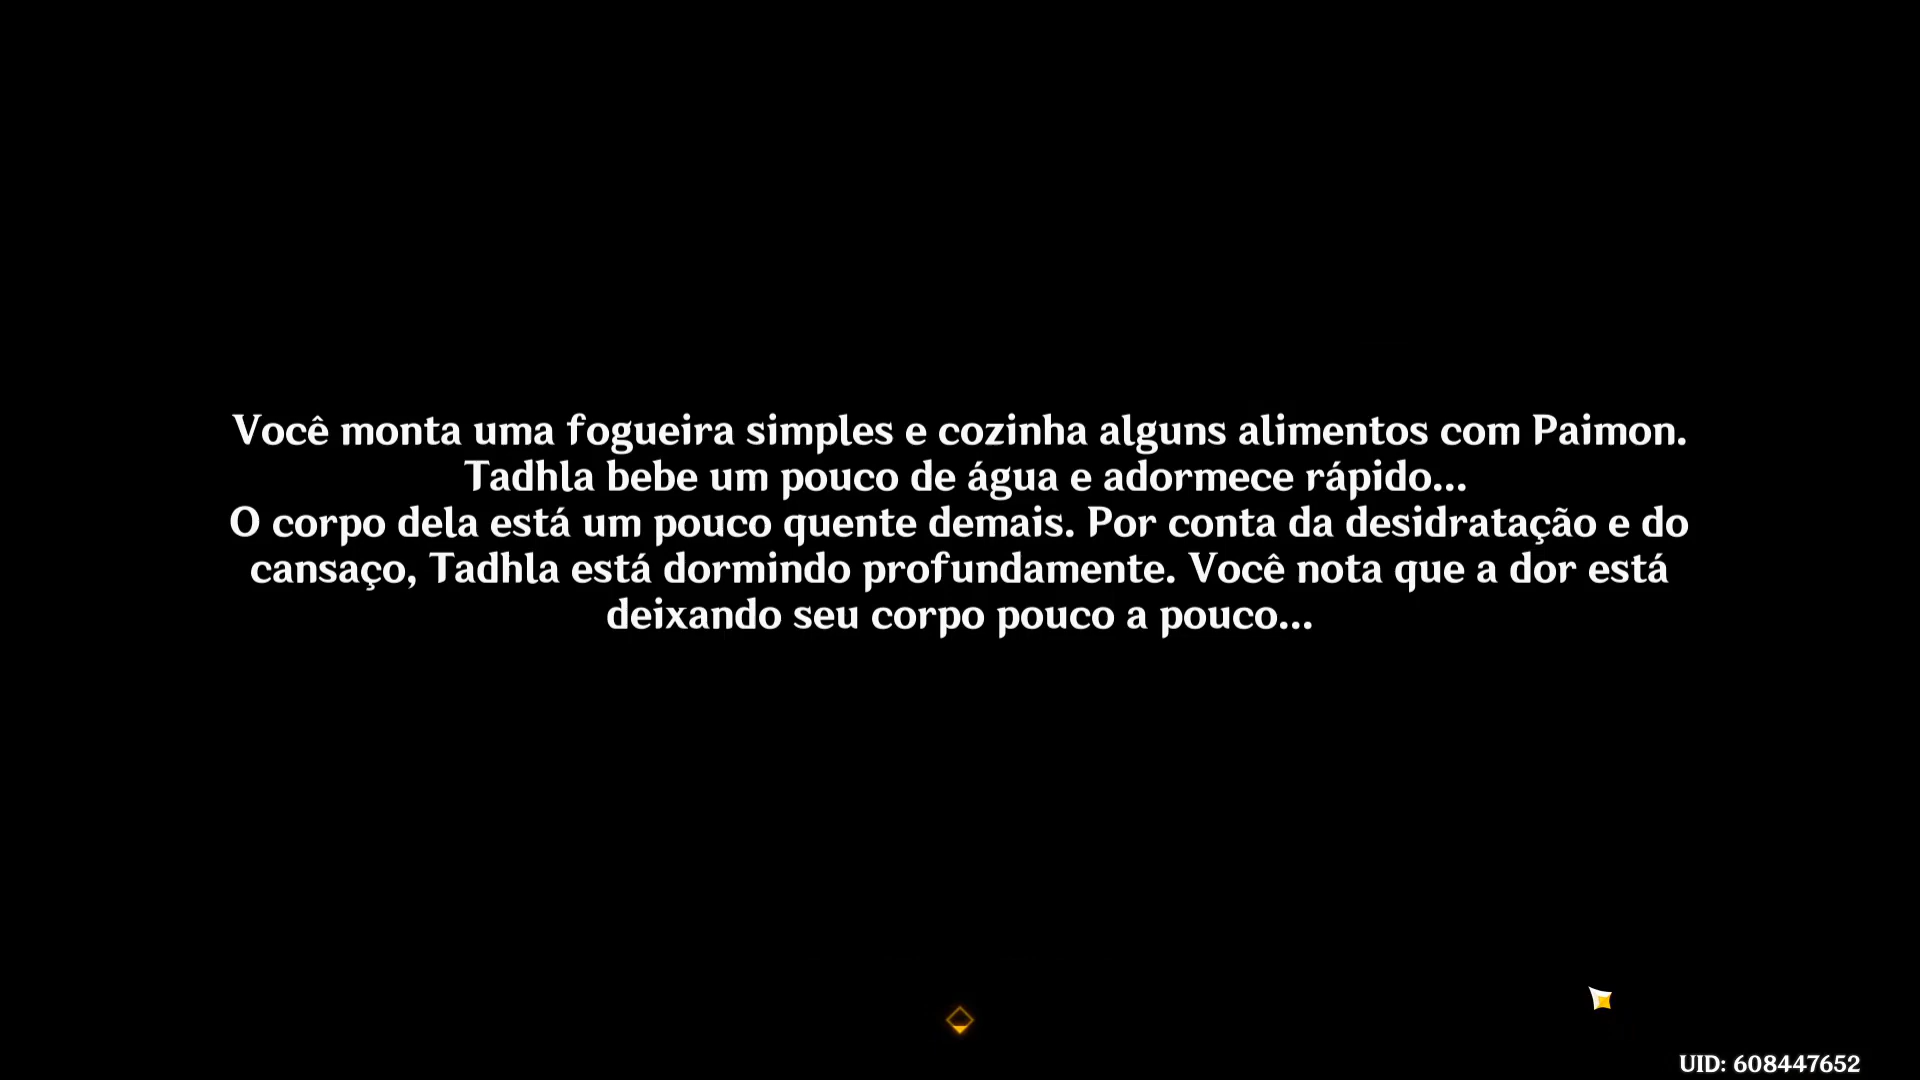 Você monta uma fogueira simples e cozinha alguns alimentos com Paimon.
Tadhla bebe um pouco de água e adormece rápido...
O corpo dela está um pouco quente demais. Por conta da desidratação e do
cansaço, Tadhla está dormindo profundamente. Você nota que a dor está
deixando seu corpo pouco a pouco...
UID: 608447652